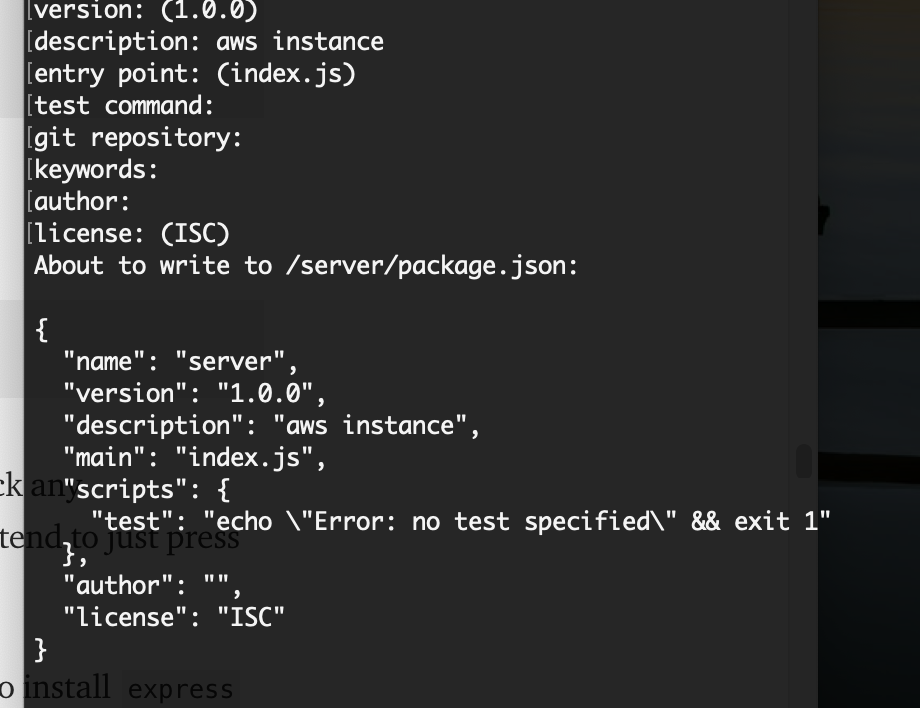 version: (1.0.0)
[description: aws instance
[entry point: (index.js)
[test command:
[git repository:
[keywords:
[author:
[license: (ISC)
About to write to /server/package.json:
{
"name": "server",
"version": "1.0.0",
"description": "aws instance",
"main": "index.js",
ck any
"scripts": {
"test": "echo \"Error: no test specified\" && exit 1"
tend to just press
},
"author": "",
"license": "ISC"
}
o install express